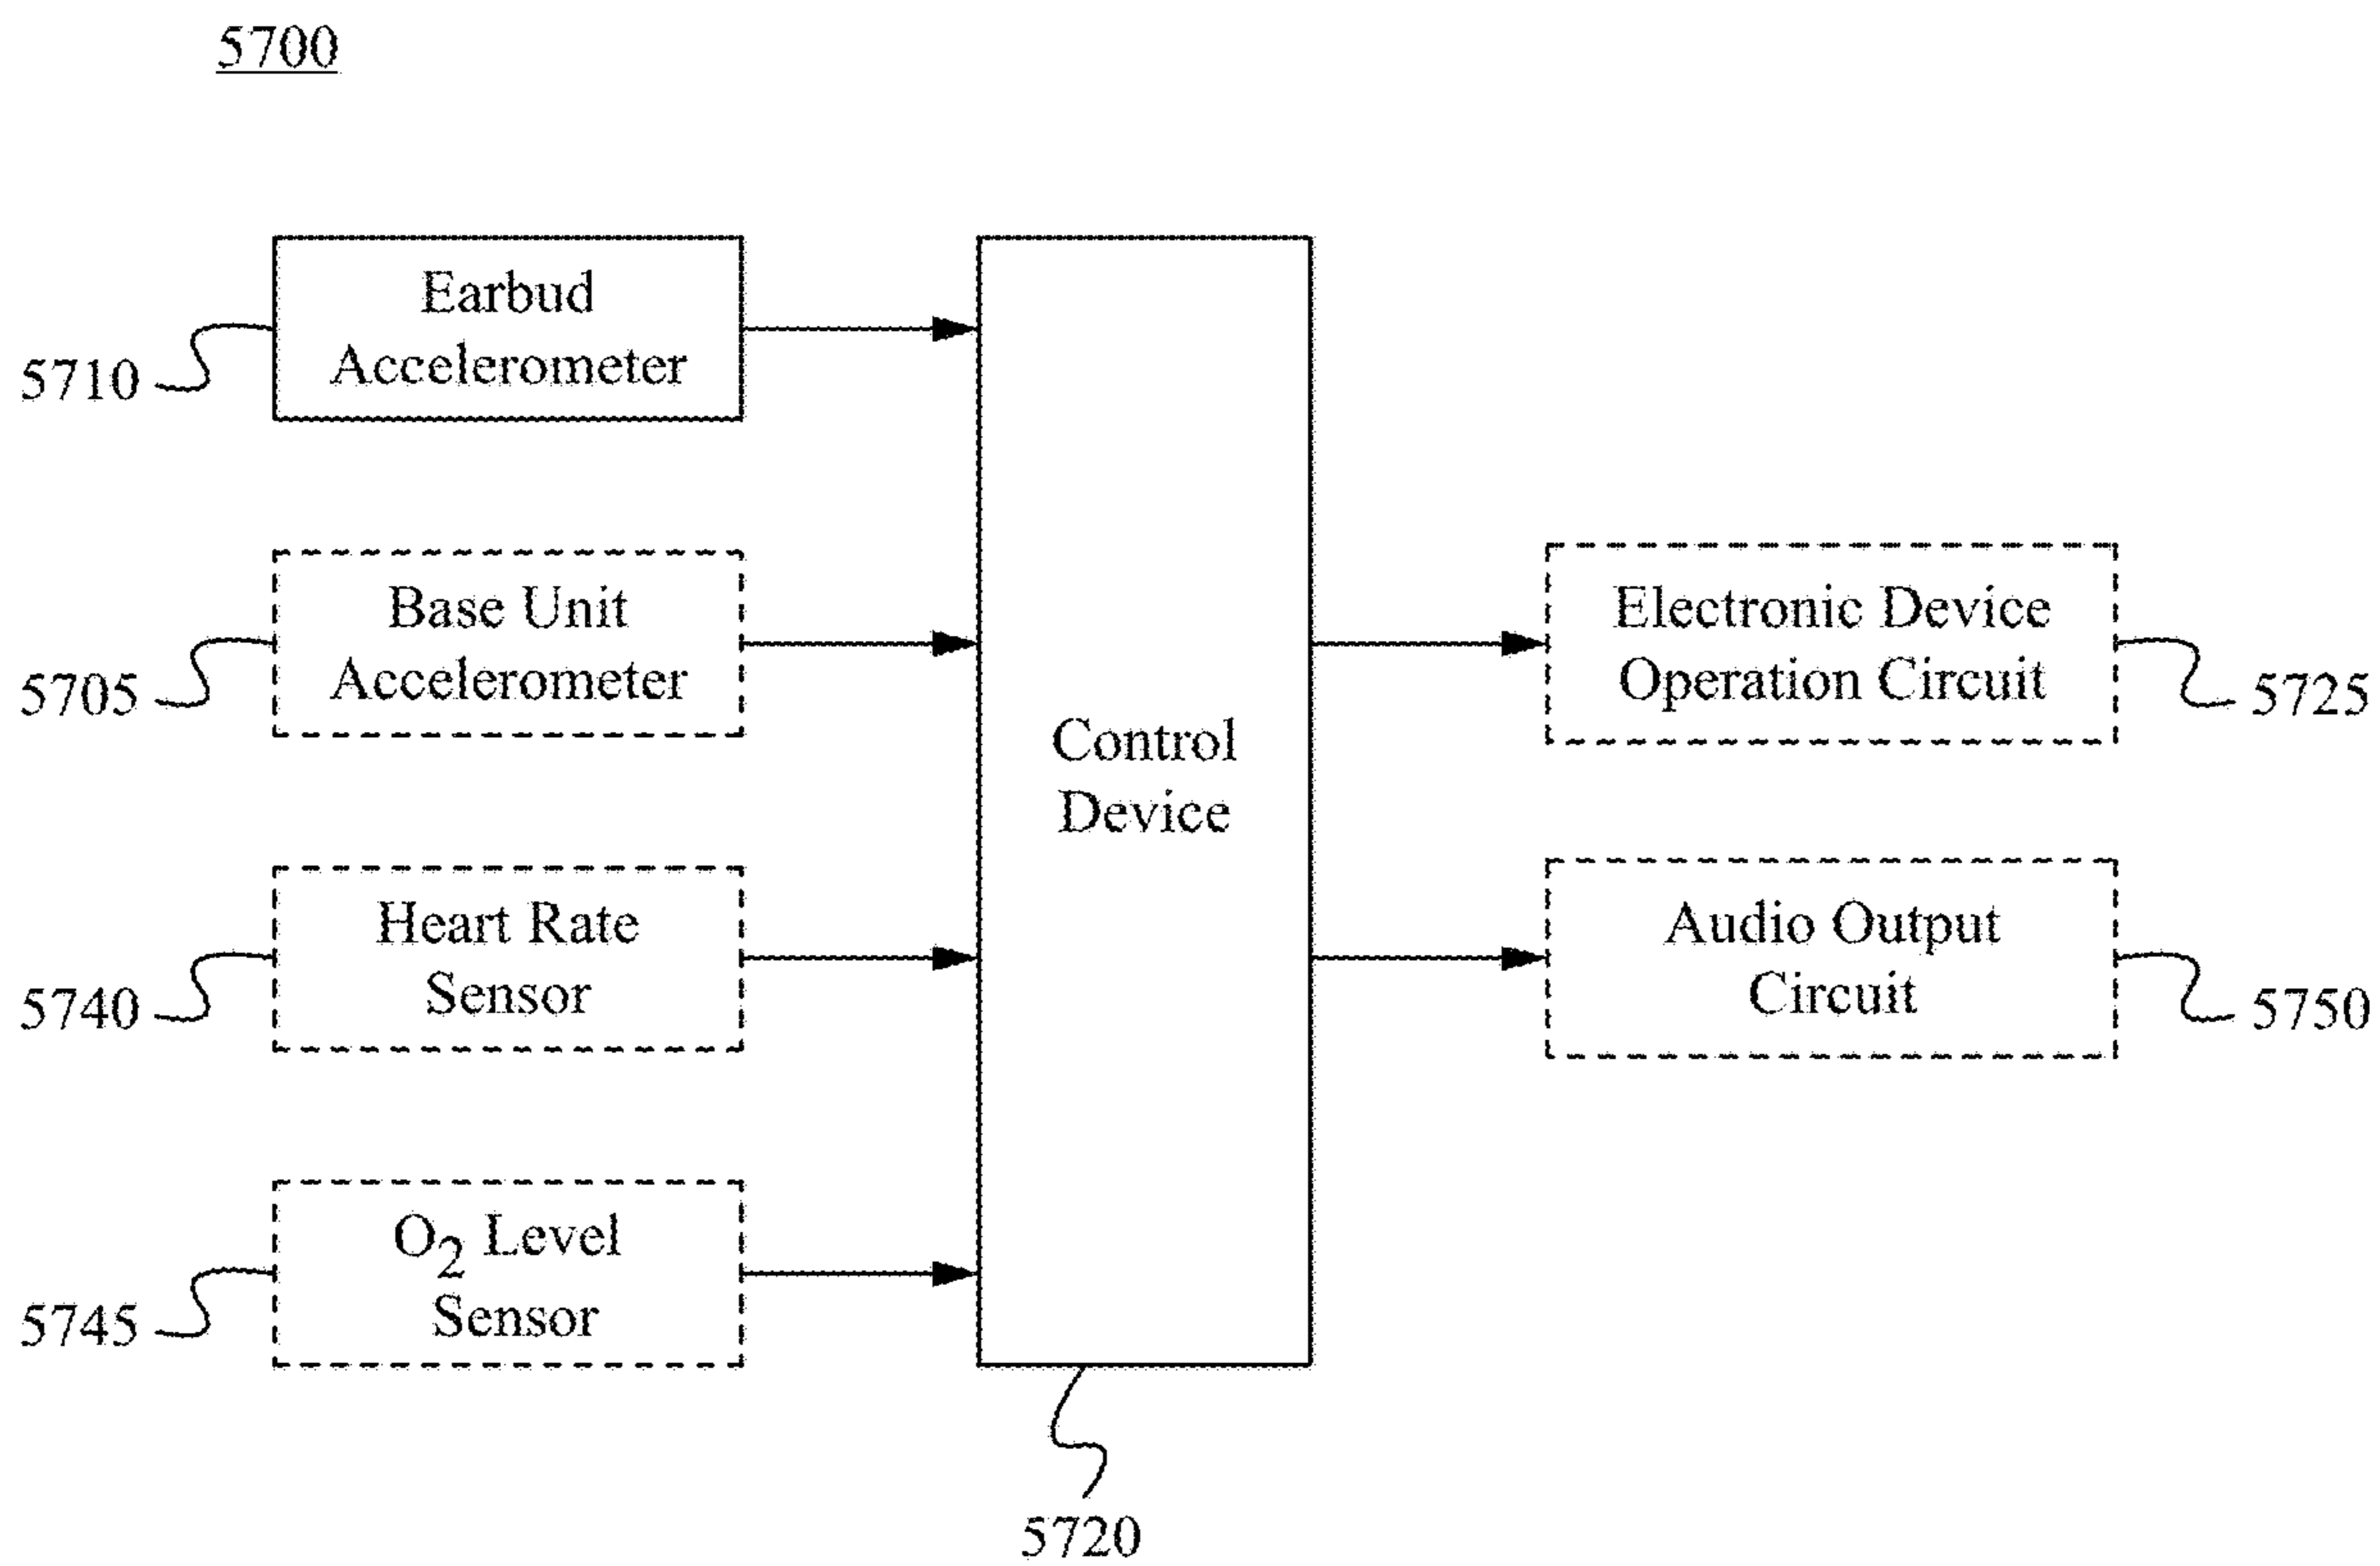 5700
Earbud
Accelerometer
5710
Base Unit
Accelerometer
5705
Heart Rate
Sensor
5740
O2 Level
Sensor
5745
Control
Device
5720
Electronic Device
Operation Circuit
5725
Audio Output
Circuit
5750